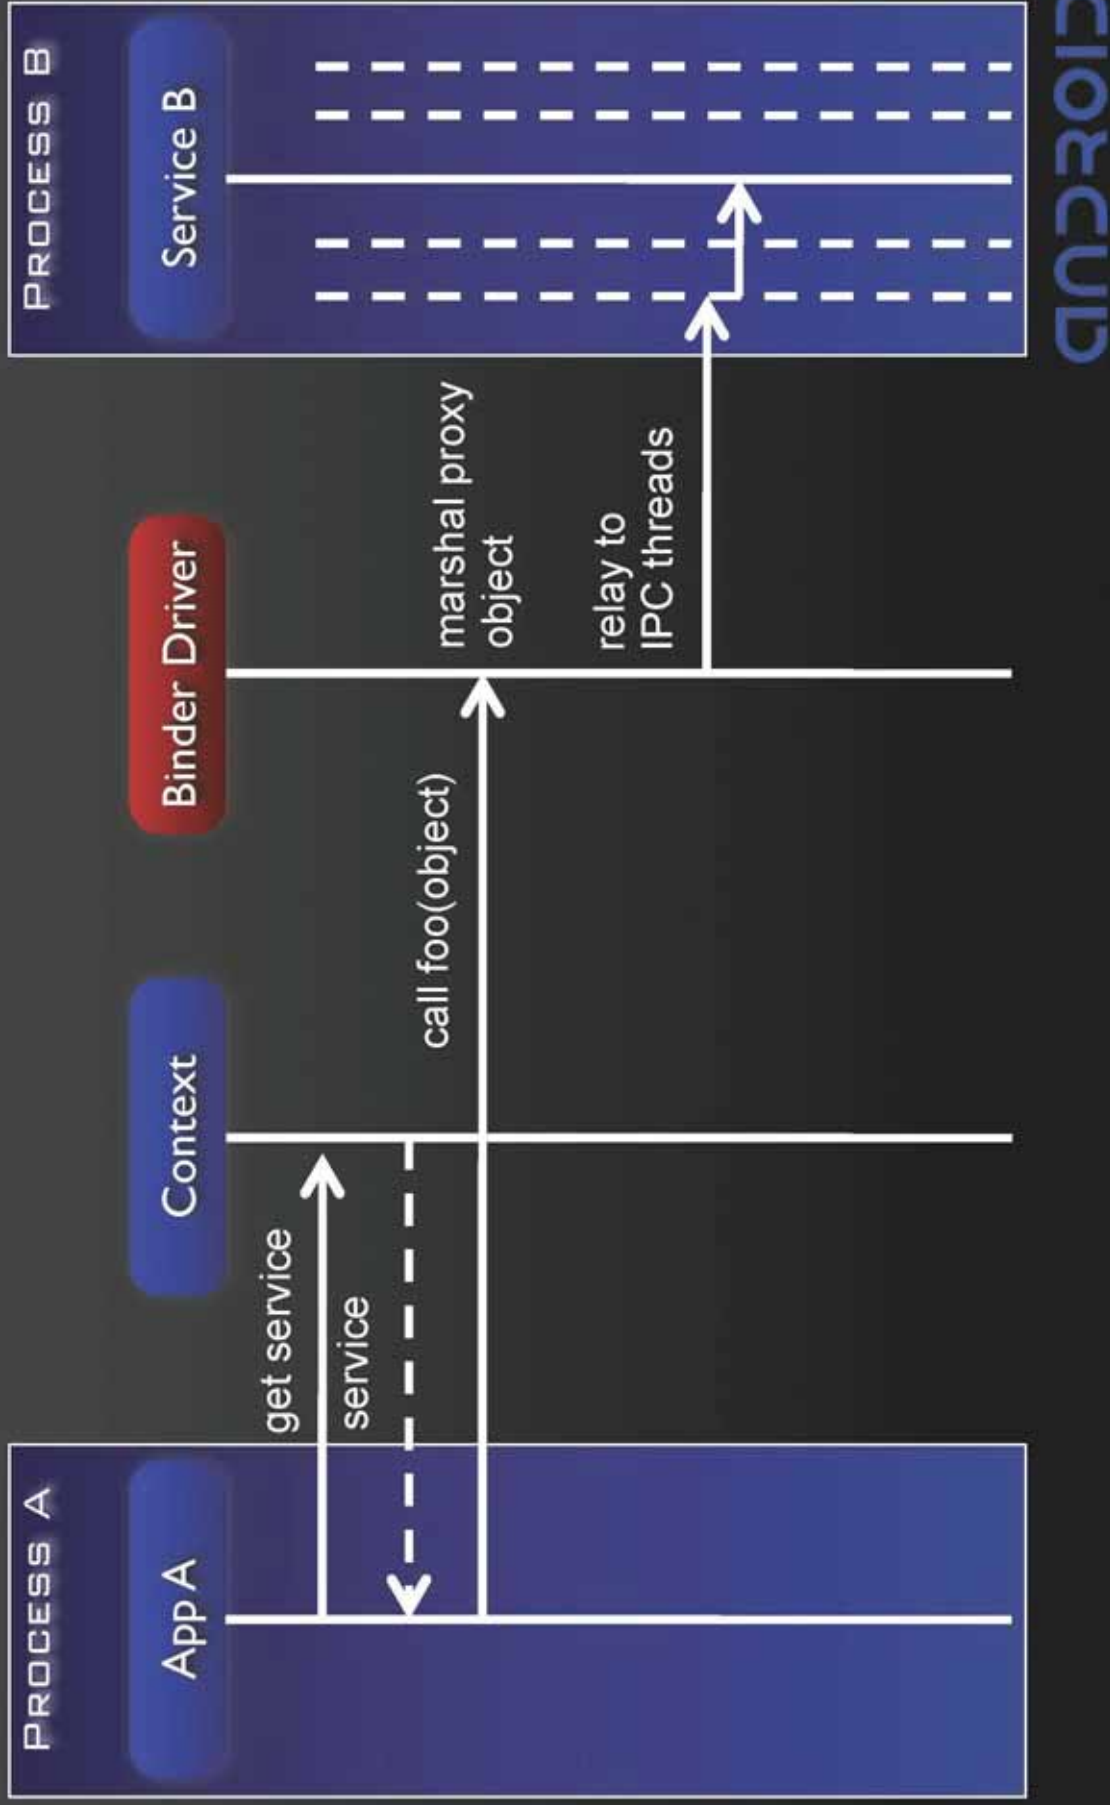 PROCESS A
PROCESS B
App A
Context
Binder Driver
Service B
get service
service
call foo(object)
marshal proxy
object
relay to
IPC threads
ANDROID